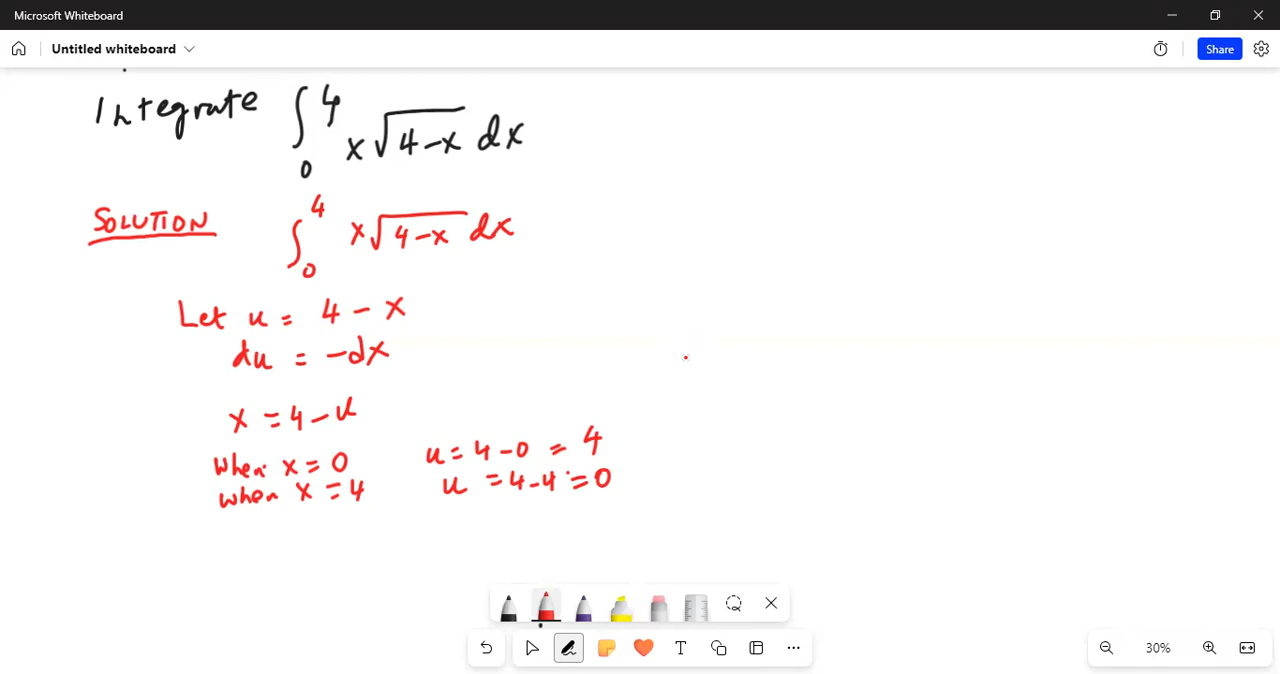 Microsoft Whiteboard
Untitled whiteboard
Share
Integrate ∫₀⁴ x√(4-x) dx
SOLUTION ∫₀⁴ x√(4-x) dx
Let u = 4 - x
du = -dx
x = 4 - u
when x = 0 u = 4 - 0 = 4
when x = 4 u = 4 - 4 = 0
T
30%